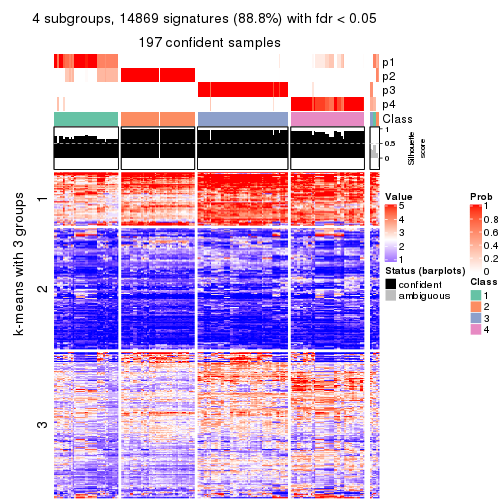 4 subgroups, 14869 signatures (88.8%) with fdr < 0.05
197 confident samples
p1
p2
p3
p4
Class
1
0.5
0
Silhouette
score
k-means with 3 groups
1
2
3
Value
5
4
3
2
1
Status (barplots)
confident
ambiguous
Prob
1
0.8
0.6
0.4
0.2
0
Class
1
2
3
4